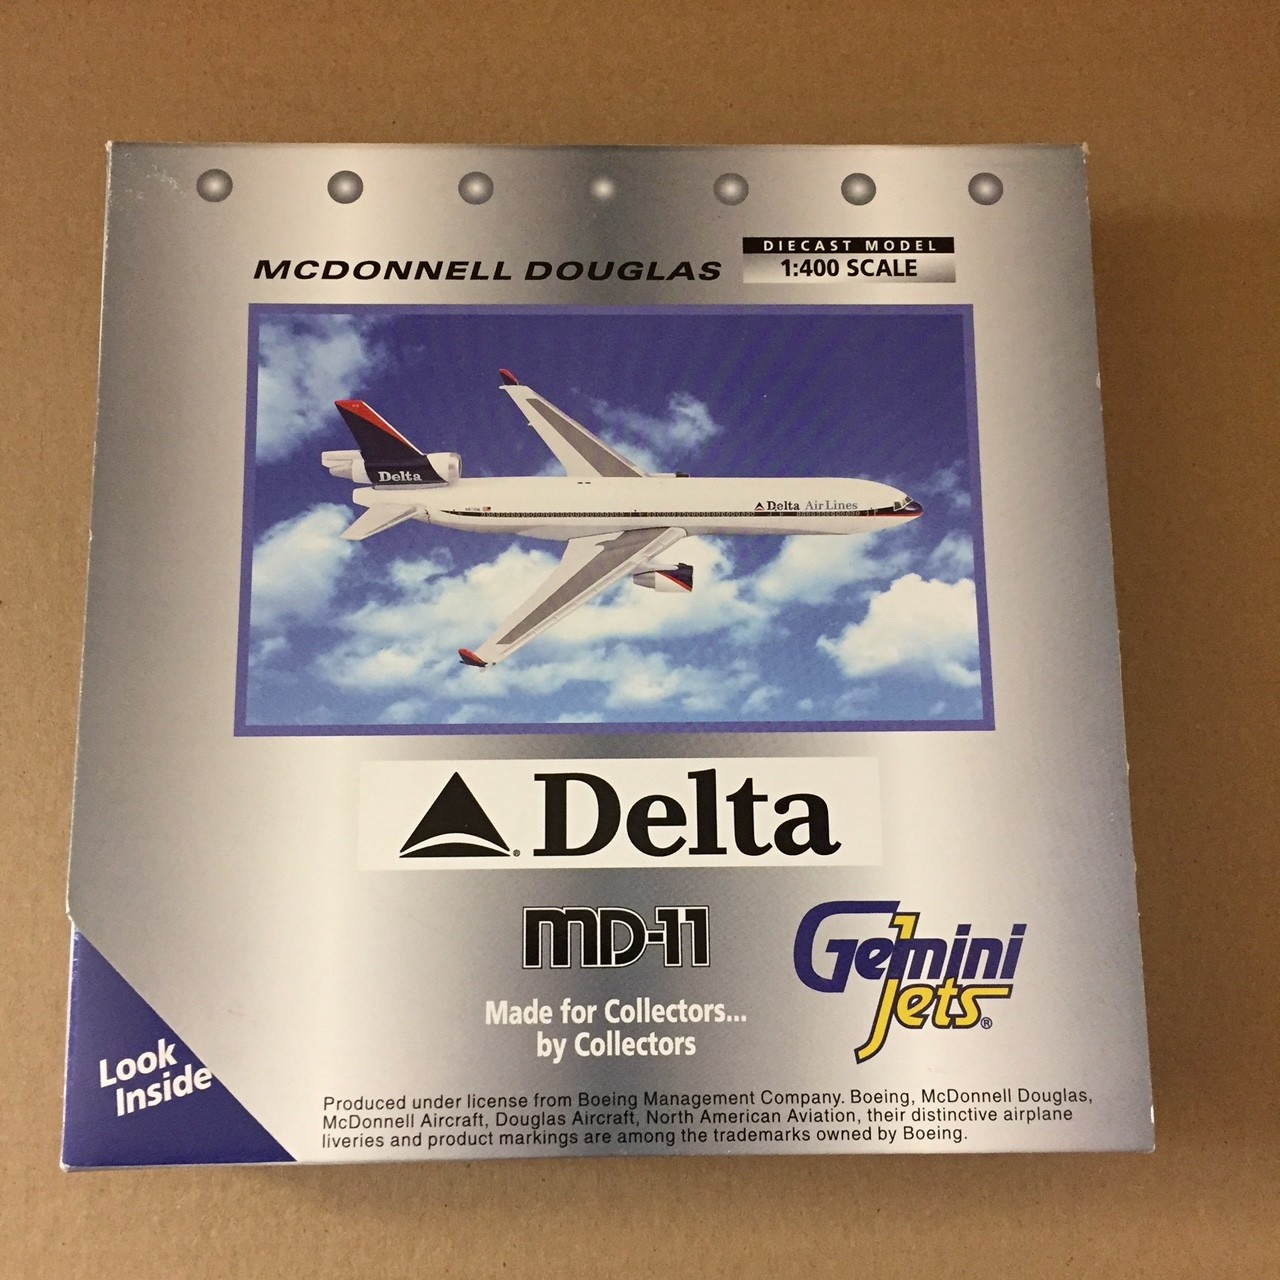 MCDONNELL DOUGLAS
DIECAST MODEL
1:400 SCALE
Delta
Delta Air Lines
Delta
MD-11
Gemini
Jets®
Made for Collectors...
by Collectors
Look
Inside
Produced under license from Boeing Management Company. Boeing, McDonnell Douglas,
McDonnell Aircraft, Douglas Aircraft, North American Aviation, their distinctive airplane
liveries and product markings are among the trademarks owned by Boeing.